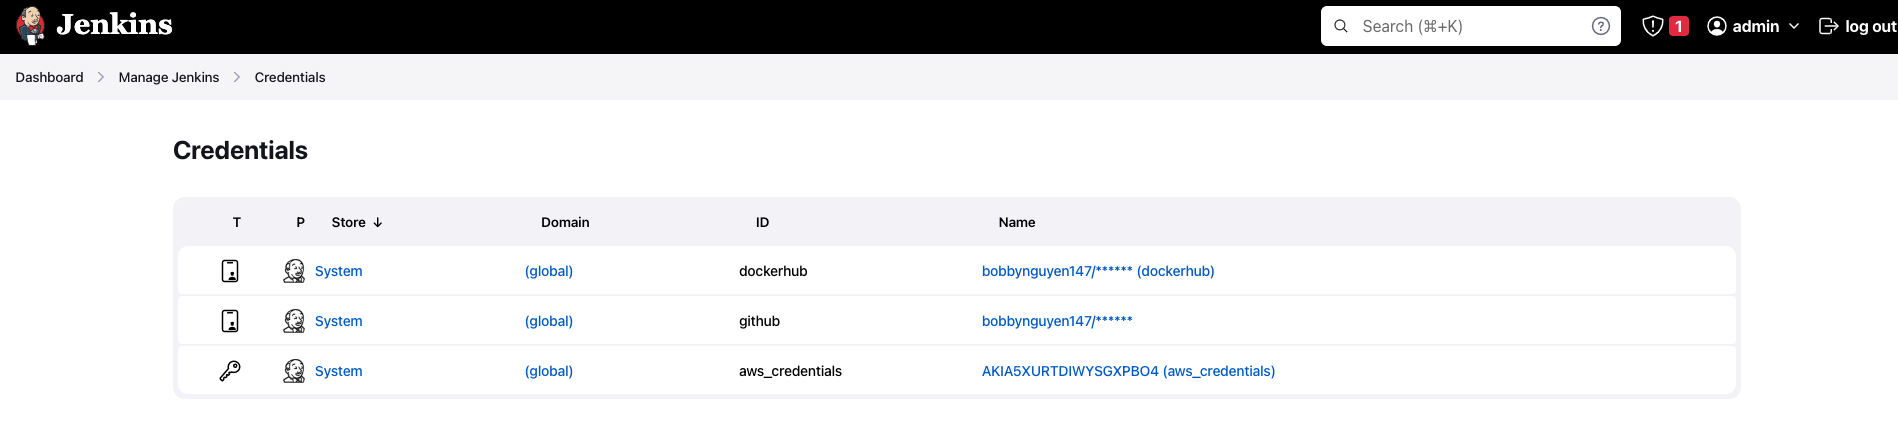 Jenkins Search (⌘+K) 1 admin log out
Dashboard Manage Jenkins Credentials
Credentials
T P Store ↓ Domain ID Name
System (global) dockerhub bobbynguyen147/****** (dockerhub)
System (global) github bobbynguyen147/******
System (global) aws_credentials AKIA5XURTDIWYSGXPBO4 (aws_credentials)